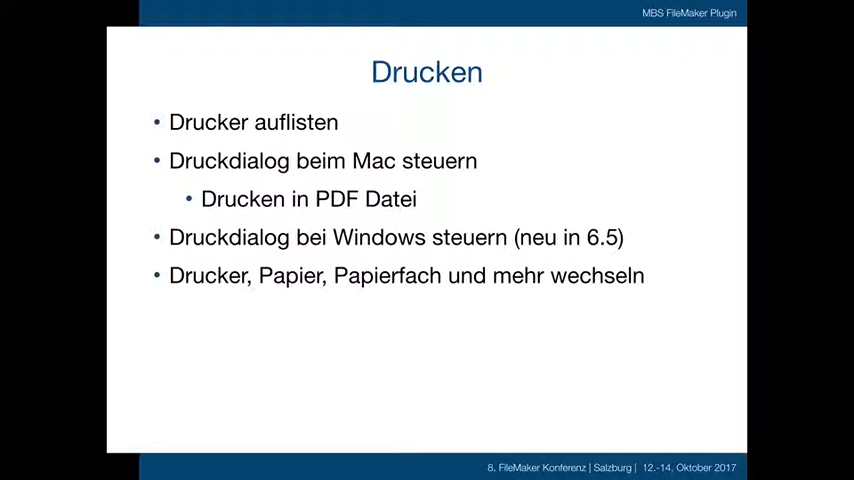 MBS FileMaker Plugin
Drucken
• Drucker auflisten
• Druckdialog beim Mac steuern
• Drucken in PDF Datei
• Druckdialog bei Windows steuern (neu in 6.5)
• Drucker, Papier, Papierfach und mehr wechseln
8. FileMaker Konferenz | Salzburg | 12.-14. Oktober 2017